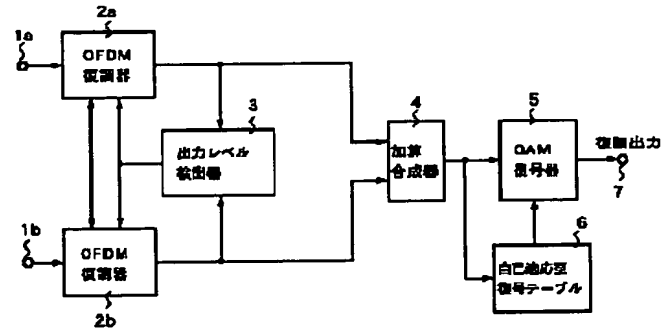 2a
1a
OFDM
復調器
3
出力レベル
検出器
4
加算
合成器
5
QAM
復号器
復調出力
7
1b
OFDM
復調器
2b
6
自己適応型
復号テーブル